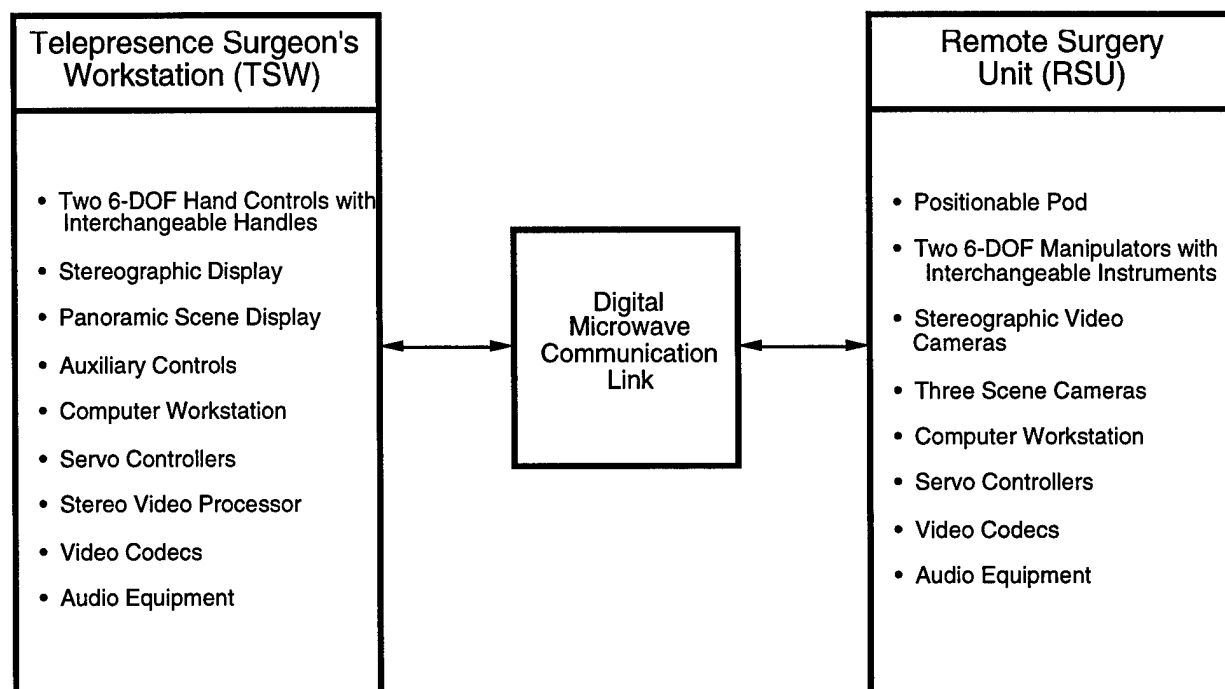 Telepresence Surgeon's
Workstation (TSW)
• Two 6-DOF Hand Controls with
Interchangeable Handles
• Stereographic Display
• Panoramic Scene Display
• Auxiliary Controls
• Computer Workstation
• Servo Controllers
• Stereo Video Processor
• Video Codecs
• Audio Equipment
Digital
Microwave
Communication
Link
Remote Surgery
Unit (RSU)
• Positionable Pod
• Two 6-DOF Manipulators with
Interchangeable Instruments
• Stereographic Video
Cameras
• Three Scene Cameras
• Computer Workstation
• Servo Controllers
• Video Codecs
• Audio Equipment